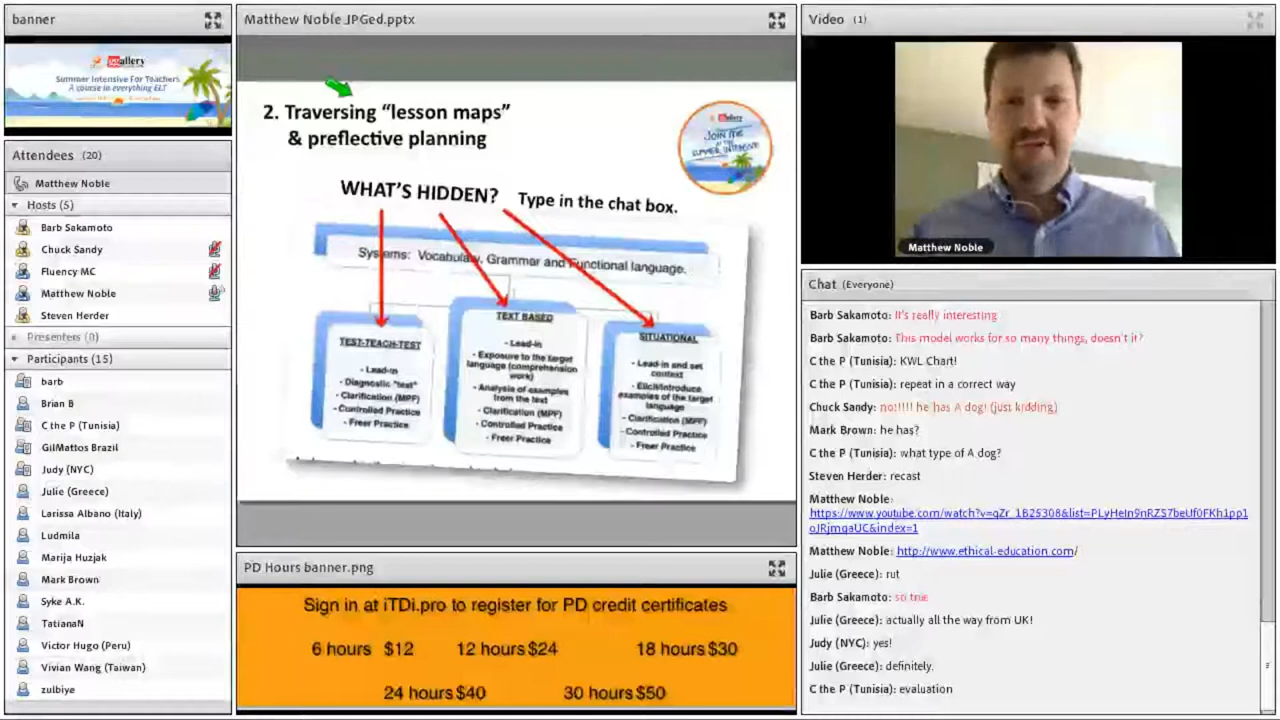 banner
Summer Intensive For Teachers
A course in everything ELT
Attendees (20)
Matthew Noble
Hosts (5)
Barb Sakamoto
Chuck Sandy
Fluency MC
Matthew Noble
Steven Herder
Presenters (0)
Participants (15)
barb
Brian B
C the P (Tunisia)
GilMattos Brazil
Judy (NYC)
Julie (Greece)
Larissa Albano (Italy)
Ludmila
Marija Huzjak
Mark Brown
Syke A.K.
TatianaN
Victor Hugo (Peru)
Vivian Wang (Taiwan)
zulbiye
Matthew Noble JPGed.pptx
2. Traversing “lesson maps”
& preflective planning
JOIN ME
AT THE
SUMMER INTENSIVE
WHAT’S HIDDEN? Type in the chat box.
Systems: Vocabulary, Grammar and Functional language.
TEST-TEACH-TEST
- Lead-in
- Diagnostic "test"
- Clarification (MPF)
- Controlled Practice
- Freer Practice
TEXT BASED
- Lead-in
- Exposure to the target
language (comprehension
work)
- Analysis of examples
from the text
- Clarification (MPF)
- Controlled Practice
- Freer Practice
SITUATIONAL
- Lead-in and set
context
- Elicit/introduce
examples of the target
language
- Clarification (MPF)
- Controlled Practice
- Freer Practice
PD Hours banner.png
Sign in at iTDi.pro to register for PD credit certificates
6 hours $12 12 hours $24 18 hours $30
24 hours $40 30 hours $50
Video (1)
Matthew Noble
Chat (Everyone)
Barb Sakamoto: It's really interesting
Barb Sakamoto: This model works for so many things, doesn't it?
C the P (Tunisia): KWL Chart!
C the P (Tunisia): repeat in a correct way
Chuck Sandy: no!!!! he has A dog! (just kidding)
Mark Brown: he has?
C the P (Tunisia): what type of A dog?
Steven Herder: recast
Matthew Noble:
https://www.youtube.com/watch?v=qZr_1B25308&list=PLyHeIn9nRZS7beUf0FKh1pp1
oJRjmqaUC&index=1
Matthew Noble: http://www.ethical-education.com/
Julie (Greece): rut
Barb Sakamoto: so true
Julie (Greece): actually all the way from UK!
Judy (NYC): yes!
Julie (Greece): definitely.
C the P (Tunisia): evaluation